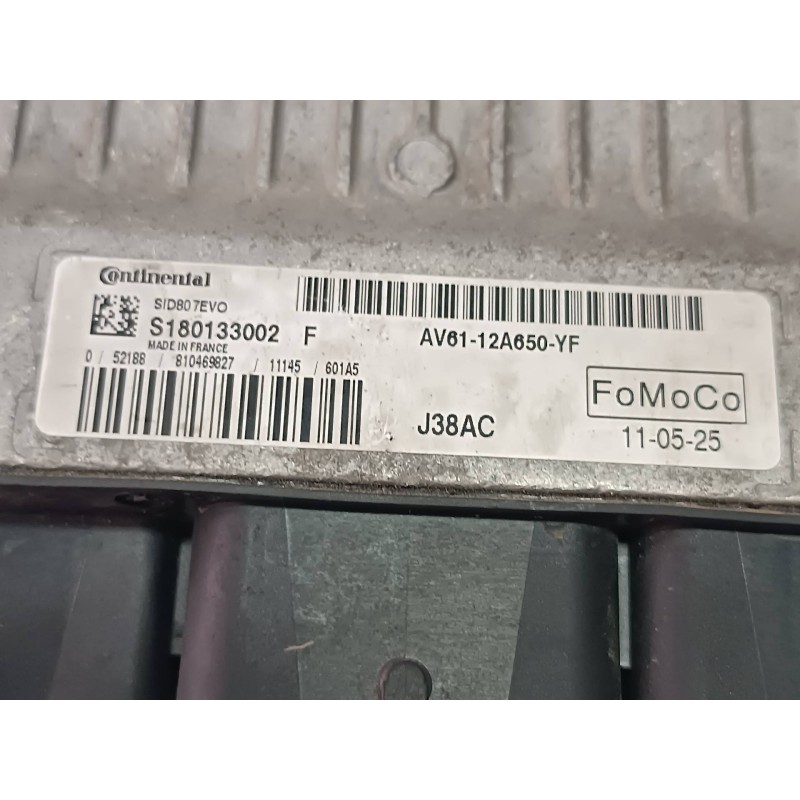 Continental
SID807EVO
S180133002 F
MADE IN FRANCE
0 / 52188 / 810469827 / 11145 / 601A5
AV61-12A650-YF
J38AC
FoMoCo
11-05-25